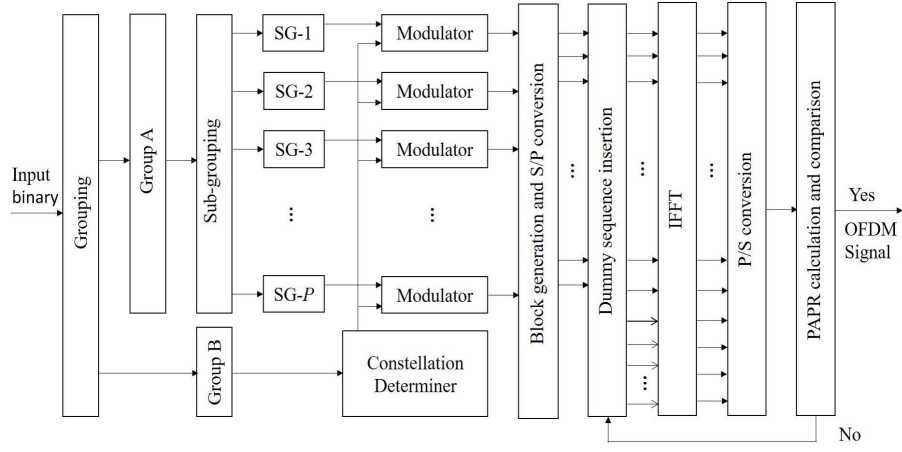 Input
binary
Grouping
Group A
Sub-grouping
SG-1
SG-2
SG-3
...
SG-P
Modulator
Modulator
Modulator
...
Modulator
Group B
Constellation
Determiner
Block generation and S/P conversion
...
Dummy sequence insertion
...
...
IFFT
...
P/S conversion
PAPR calculation and comparison
Yes
OFDM
Signal
No